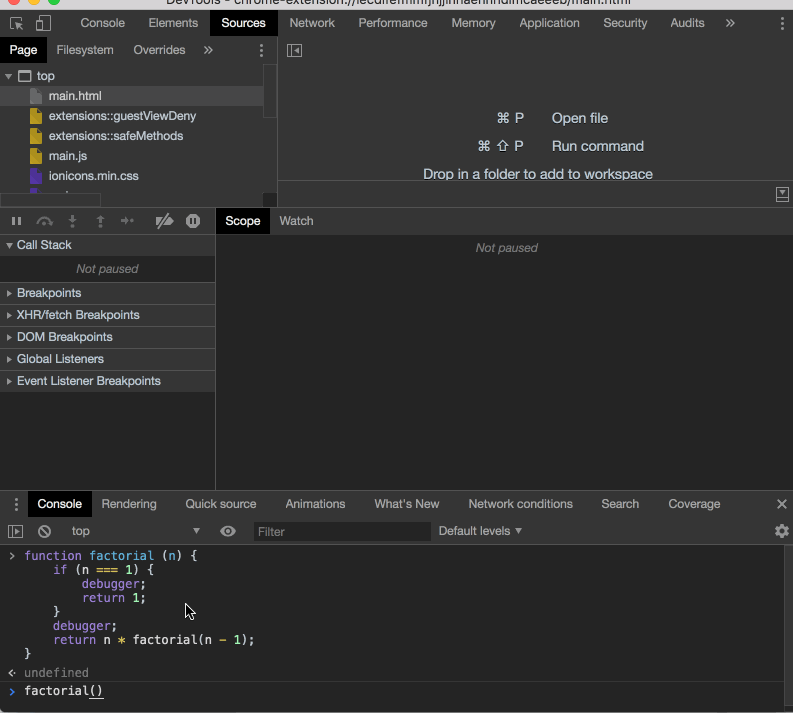 DevTools - chrome-extension://
/main.html
Console Elements Sources Network Performance Memory Application Security Audits »
Page Filesystem Overrides »
top
main.html
extensions::guestViewDeny
extensions::safeMethods
main.js
ionicons.min.css
⌘ P Open file
⌘ ⇧ P Run command
Drop in a folder to add to workspace
Scope Watch
Call Stack
Not paused
Not paused
Breakpoints
XHR/fetch Breakpoints
DOM Breakpoints
Global Listeners
Event Listener Breakpoints
Console Rendering Quick source Animations What's New Network conditions Search Coverage
top Filter Default levels ▼
> function factorial (n) {
if (n === 1) {
debugger;
return 1;
}
debugger;
return n * factorial(n - 1);
}
undefined
> factorial()